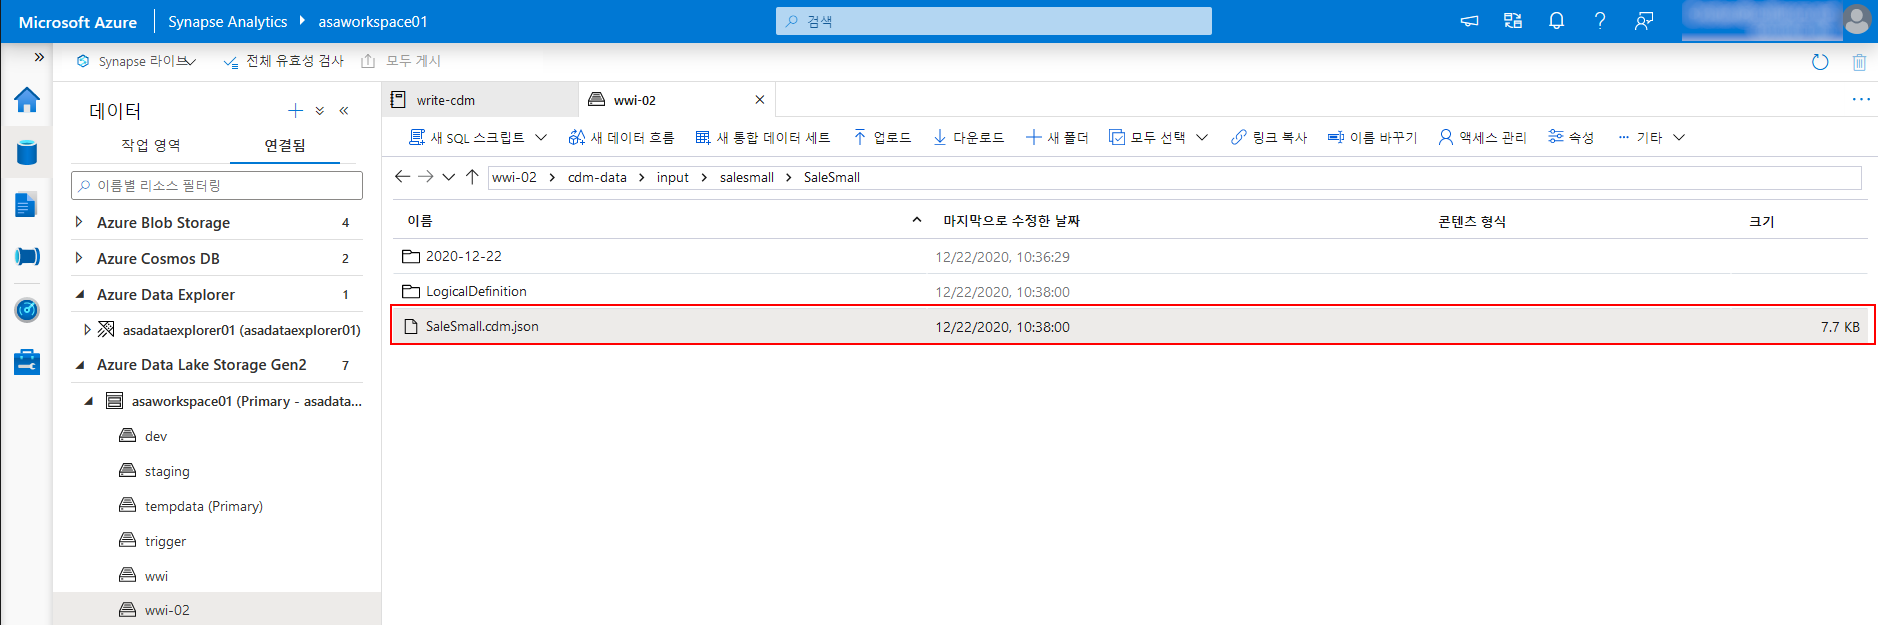 Microsoft Azure Synapse Analytics asaworkspace01 검색
Synapse 라이브 전체 유효성 검사 모두 게시
데이터
작업 영역 연결됨
이름별 리소스 필터링
Azure Blob Storage 4
Azure Cosmos DB 2
Azure Data Explorer 1
asadataexplorer01 (asadataexplorer01)
Azure Data Lake Storage Gen2 7
asaworkspace01 (Primary - asadata...
dev
staging
tempdata (Primary)
trigger
wwi
wwi-02
write-cdm wwi-02
새 SQL 스크립트 새 데이터 흐름 새 통합 데이터 세트 업로드 다운로드 새 폴더 모두 선택 링크 복사 이름 바꾸기 액세스 관리 속성 기타
wwi-02 > cdm-data > input > salesmall > SaleSmall
이름 마지막으로 수정한 날짜 콘텐츠 형식 크기
2020-12-22 12/22/2020, 10:36:29
LogicalDefinition 12/22/2020, 10:38:00
SaleSmall.cdm.json 12/22/2020, 10:38:00 7.7 KB